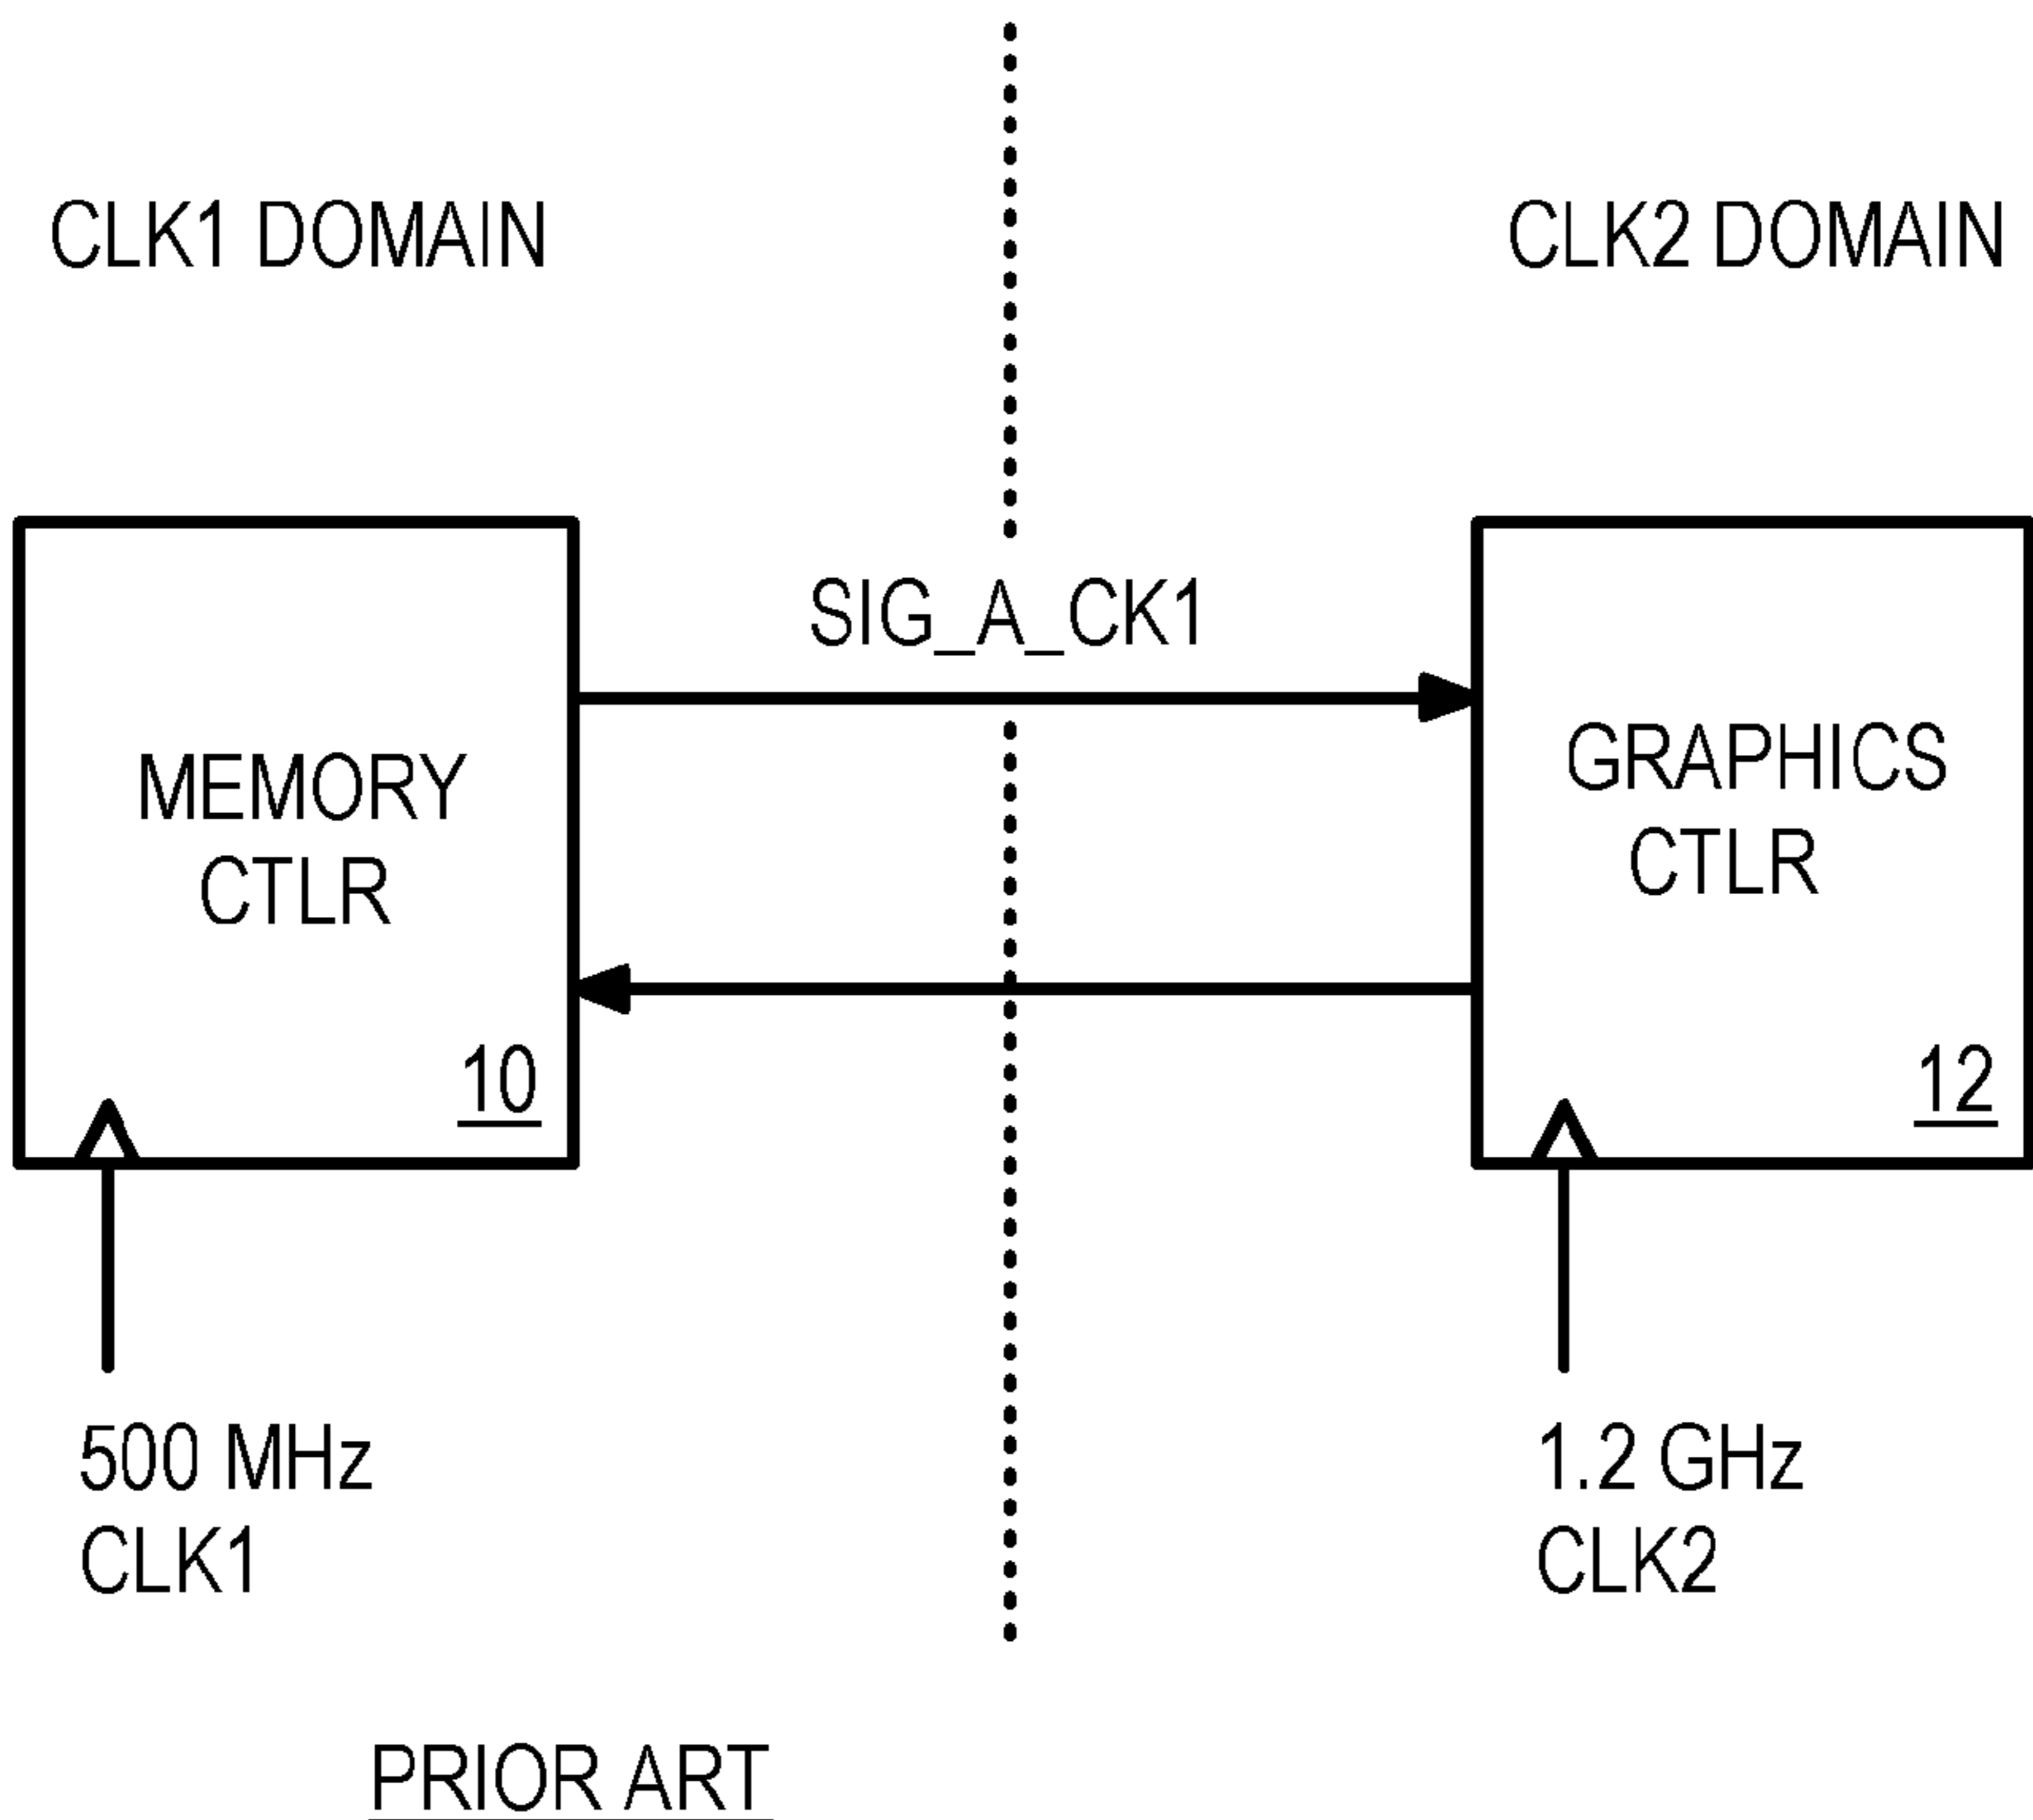 CLK1 DOMAIN
CLK2 DOMAIN
SIG_A_CK1
MEMORY
CTLR
10
GRAPHICS
CTLR
12
500 MHz
CLK1
1.2 GHz
CLK2
PRIOR ART